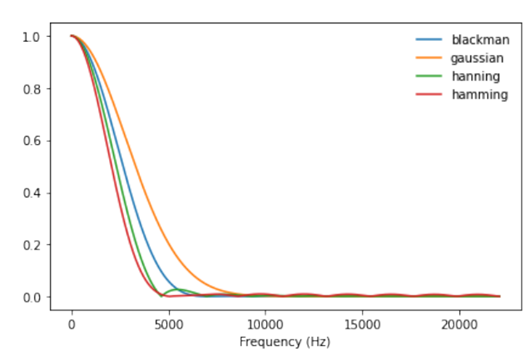 1.0
0.8
0.6
0.4
0.2
0.0
blackman
gaussian
hanning
hamming
0 5000 10000 15000 20000
Frequency (Hz)